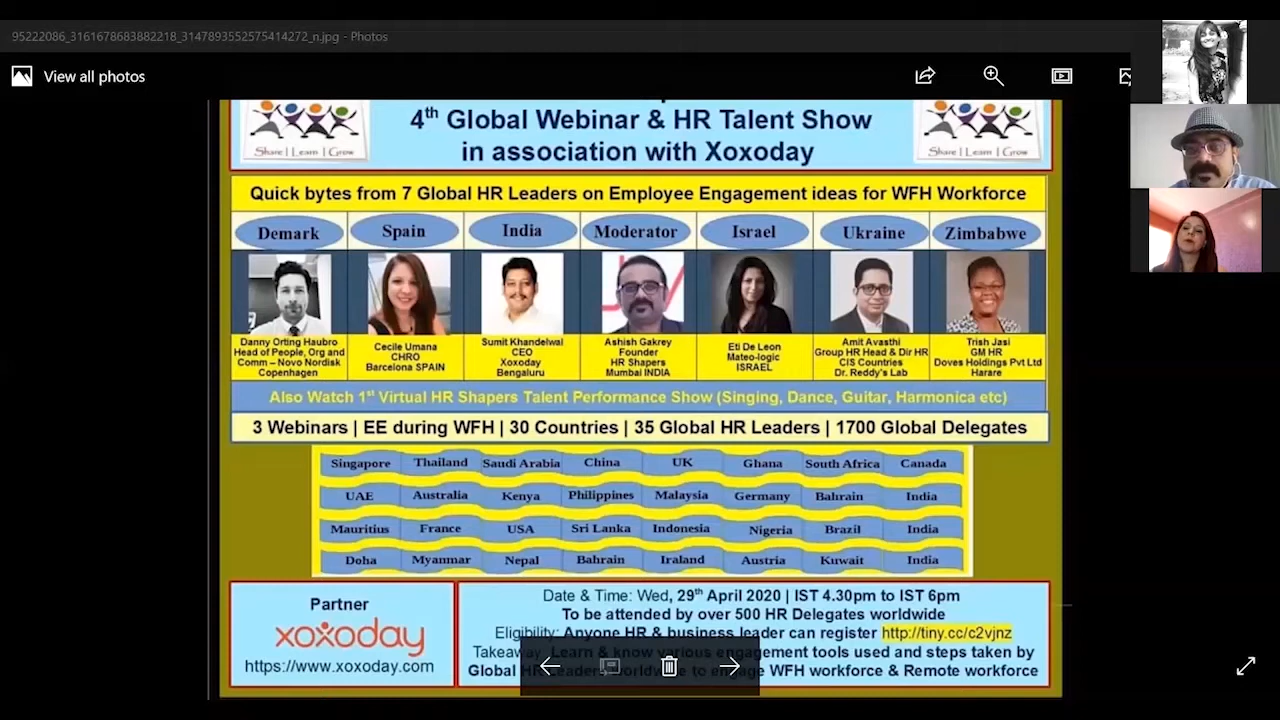 95222086_3161678683882218_3147893552575414272_n.jpg - Photos
View all photos
4th Global Webinar & HR Talent Show
in association with Xoxoday
Share | Learn | Grow
Share | Learn | Grow
Quick bytes from 7 Global HR Leaders on Employee Engagement ideas for WFH Workforce
Demark Spain India Moderator Israel Ukraine Zimbabwe
Danny Orting Haubro
Head of People, Org and
Comm – Novo Nordisk
Copenhagen
Cecile Umana
CHRO
Barcelona SPAIN
Sumit Khandelwal
CEO
Xoxoday
Bengaluru
Ashish Gakrey
Founder
HR Shapers
Mumbai INDIA
Eti De Leon
Mateo-logic
ISRAEL
Amit Avasthi
Group HR Head & Dir HR
CIS Countries
Dr. Reddy's Lab
Trish Jasi
GM HR
Doves Holdings Pvt Ltd
Harare
Also Watch 1st Virtual HR Shapers Talent Performance Show (Singing, Dance, Guitar, Harmonica etc)
3 Webinars | EE during WFH | 30 Countries | 35 Global HR Leaders | 1700 Global Delegates
Singapore Thailand Saudi Arabia China UK Ghana South Africa Canada
UAE Australia Kenya Philippines Malaysia Germany Bahrain India
Mauritius France USA Sri Lanka Indonesia Nigeria Brazil India
Doha Myanmar Nepal Bahrain Iraland Austria Kuwait India
Partner
xoxoday
https://www.xoxoday.com
Date & Time: Wed, 29th April 2020 | IST 4.30pm to IST 6pm
To be attended by over 500 HR Delegates worldwide
Eligibility: Anyone HR & business leader can register http://tiny.cc/c2vjnz
Takeaway: Learn & know various engagement tools used and steps taken by
Global HR Leaders worldwide to engage WFH workforce & Remote workforce